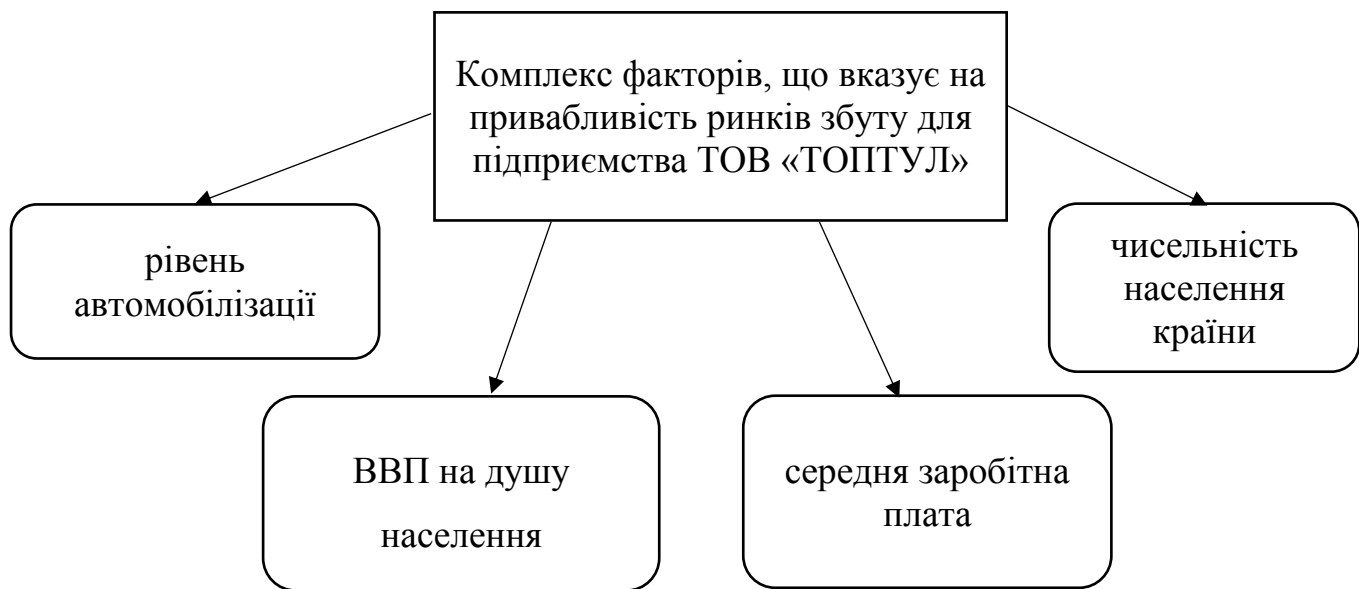 Комплекс факторів, що вказує на
привабливість ринків збуту для
підприємства ТОВ «ТОПТУЛ»
рівень
автомобілізації
чисельність
населення
країни
ВВП на душу
населення
середня заробітна
плата